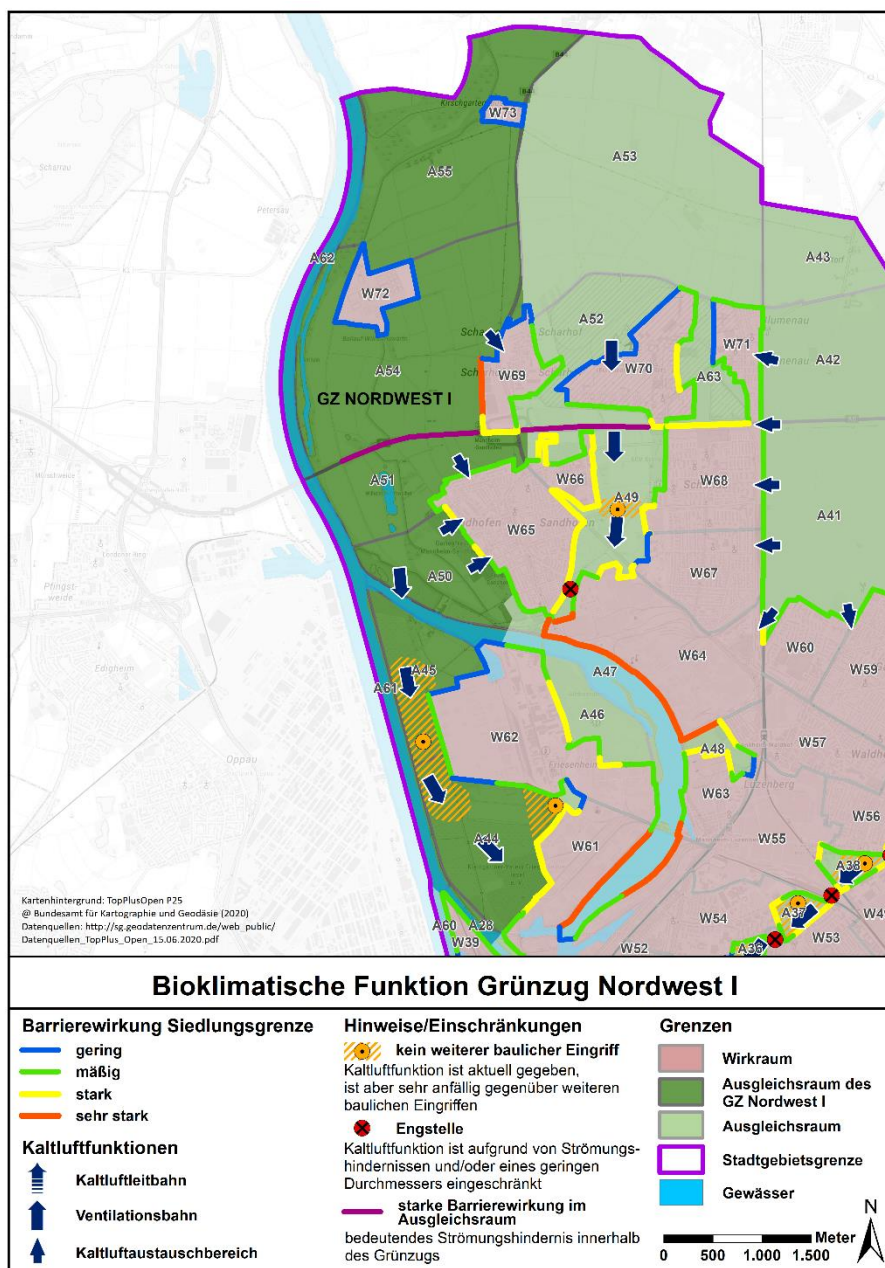 Kirschgarten
W73
A53
A55
Scharrau
Petersau
A62
A43
W72
A52
Scharhof
W71
A42
A54
W69
W70
A63
GZ NORDWEST I
A51
W66
W68
A49
W65
Sandhofen
A41
W67
A50
Pfingst-
weide
W64
W60
W59
Edigheim
A47
A45
A61
A46
A48
W62
W57
Waldho
Oppau
Friesenheim
W63
Luzenberg
W56
W61
W55
A44
A38
Kartenhintergrund: TopPlusOpen P25
@ Bundesamt für Kartographie und Geodäsie (2020)
Datenquellen: http://sg.geodatenzentrum.de/web_public/
Datenquellen_TopPlus_Open_15.06.2020.pdf
A60
A28
W39
W54
A37
W49
W53
A36
W52
Bioklimatische Funktion Grünzug Nordwest I
Barrierewirkung Siedlungsgrenze
gering
mäßig
stark
sehr stark
Kaltluftfunktionen
Kaltluftleitbahn
Ventilationsbahn
Kaltluftaustauschbereich
Hinweise/Einschränkungen
kein weiterer baulicher Eingriff
Kaltluftfunktion ist aktuell gegeben,
ist aber sehr anfällig gegenüber weiteren
baulichen Eingriffen
Engstelle
Kaltluftfunktion ist aufgrund von Strömungs-
hindernissen und/oder eines geringen
Durchmessers eingeschränkt
starke Barrierewirkung im
Ausgleichsraum
bedeutendes Strömungshindernis innerhalb
des Grünzugs
Grenzen
Wirkraum
Ausgleichsraum des
GZ Nordwest I
Ausgleichsraum
Stadtgebietsgrenze
Gewässer
N
Meter
0 500 1.000 1.500